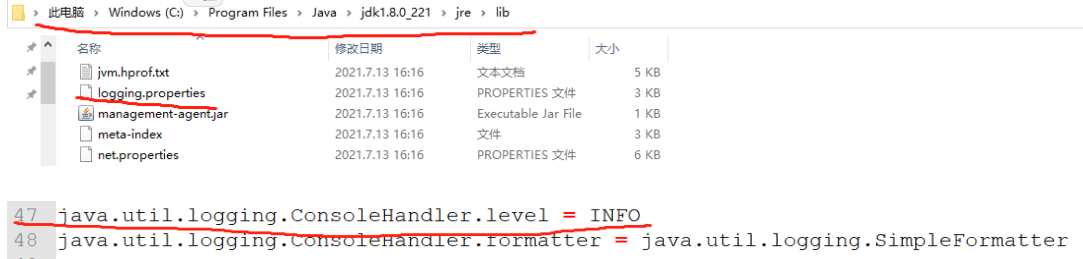 此电脑 > Windows (C:) > Program Files > Java > jdk1.8.0_221 > jre > lib
名称 修改日期 类型 大小
jvm.hprof.txt 2021.7.13 16:16 文本文档 5 KB
logging.properties 2021.7.13 16:16 PROPERTIES 文件 3 KB
management-agent.jar 2021.7.13 16:16 Executable Jar File 1 KB
meta-index 2021.7.13 16:16 文件 3 KB
net.properties 2021.7.13 16:16 PROPERTIES 文件 6 KB
47 java.util.logging.ConsoleHandler.level = INFO
48 java.util.logging.ConsoleHandler.formatter = java.util.logging.SimpleFormatter